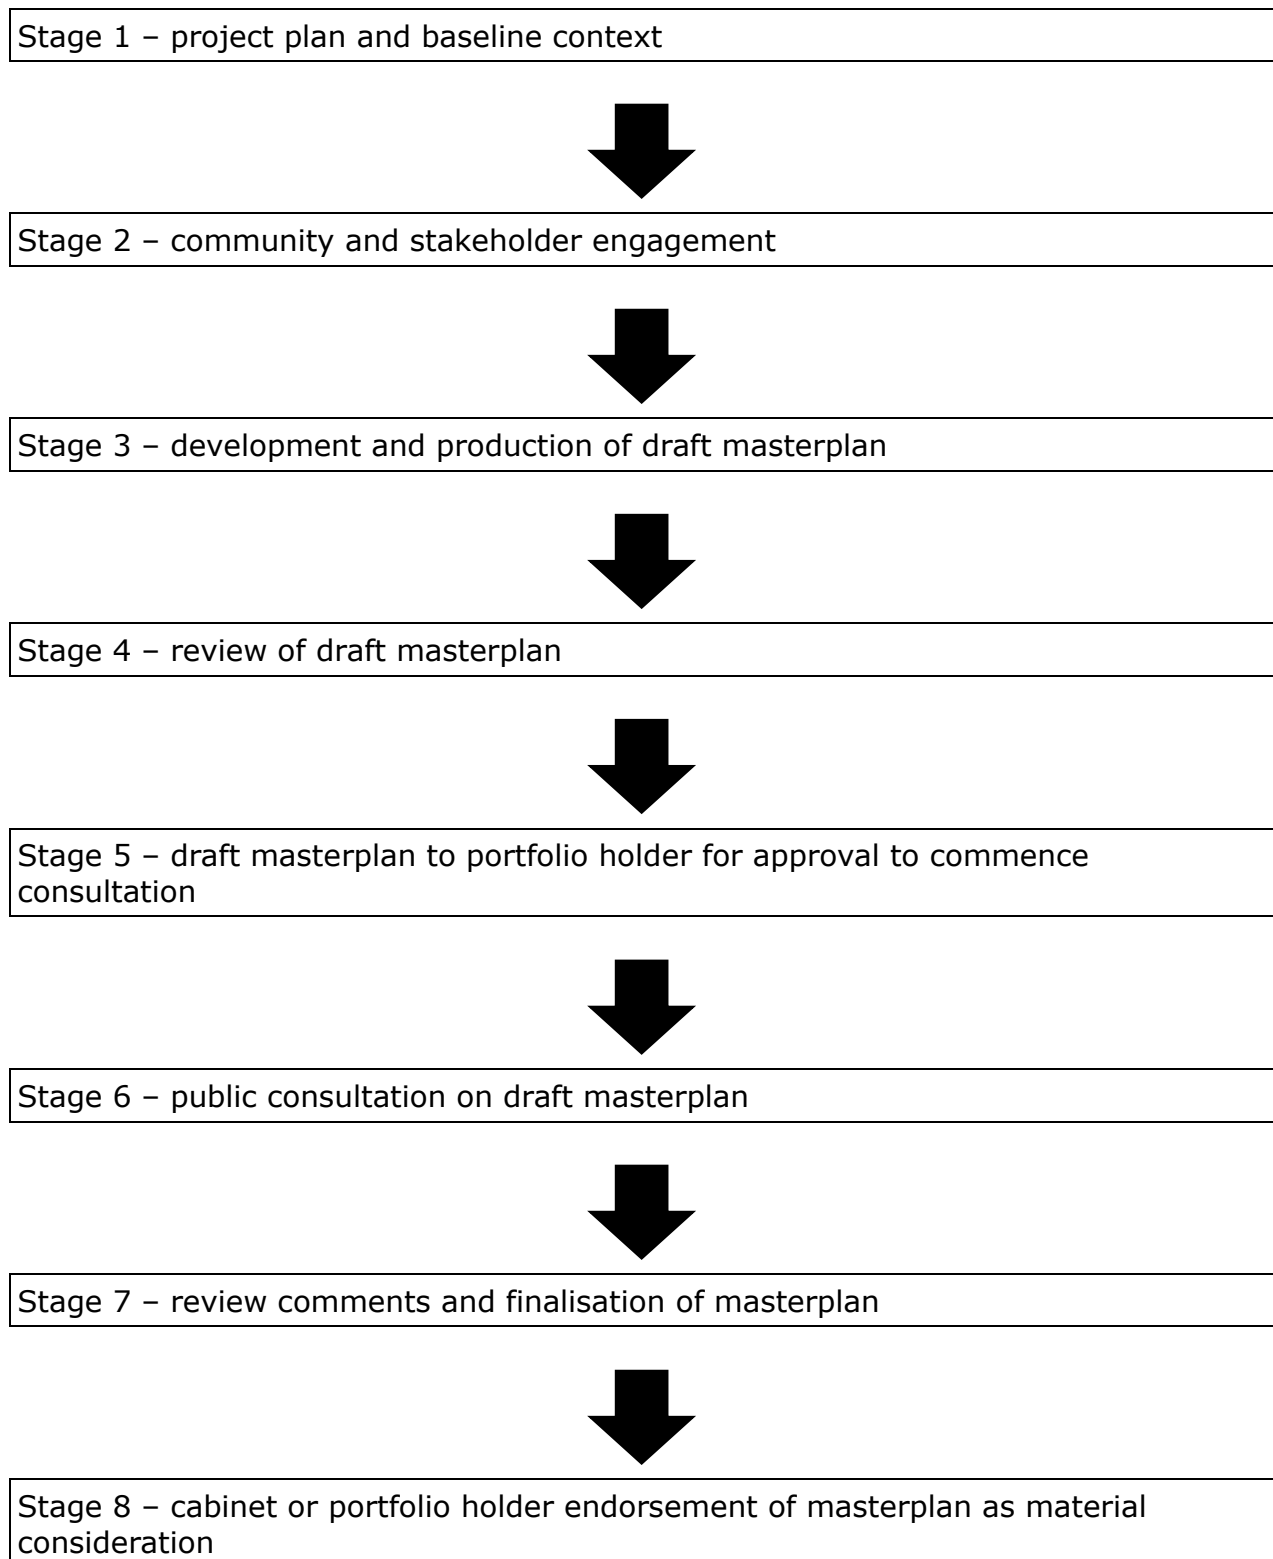 Stage 1 – project plan and baseline context
Stage 2 – community and stakeholder engagement
Stage 3 – development and production of draft masterplan
Stage 4 – review of draft masterplan
Stage 5 – draft masterplan to portfolio holder for approval to commence
consultation
Stage 6 – public consultation on draft masterplan
Stage 7 – review comments and finalisation of masterplan
Stage 8 – cabinet or portfolio holder endorsement of masterplan as material
consideration